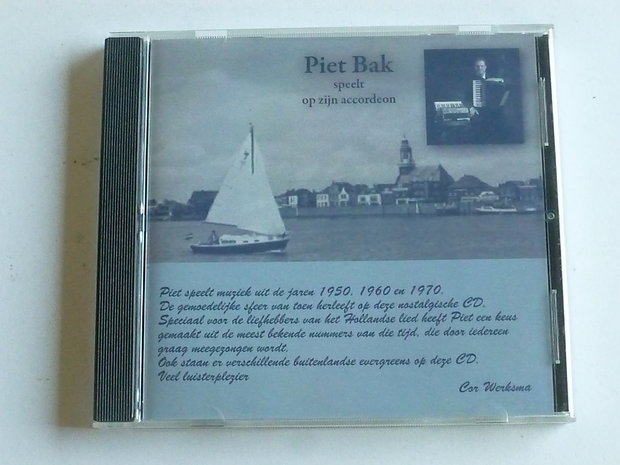 Piet Bak
speelt
op zijn accordeon
Piet speelt muziek uit de jaren 1950, 1960 en 1970.
De gemoedelijke sfeer van toen herleeft op deze nostalgische CD.
Speciaal voor de liefhebbers van het Hollandse lied heeft Piet een keus
gemaakt uit de meest bekende nummers van die tijd, die door iedereen
graag meegezongen wordt.
Ook staan er verschillende buitenlandse evergreens op deze CD.
Veel luisterplezier
Cor Werksma